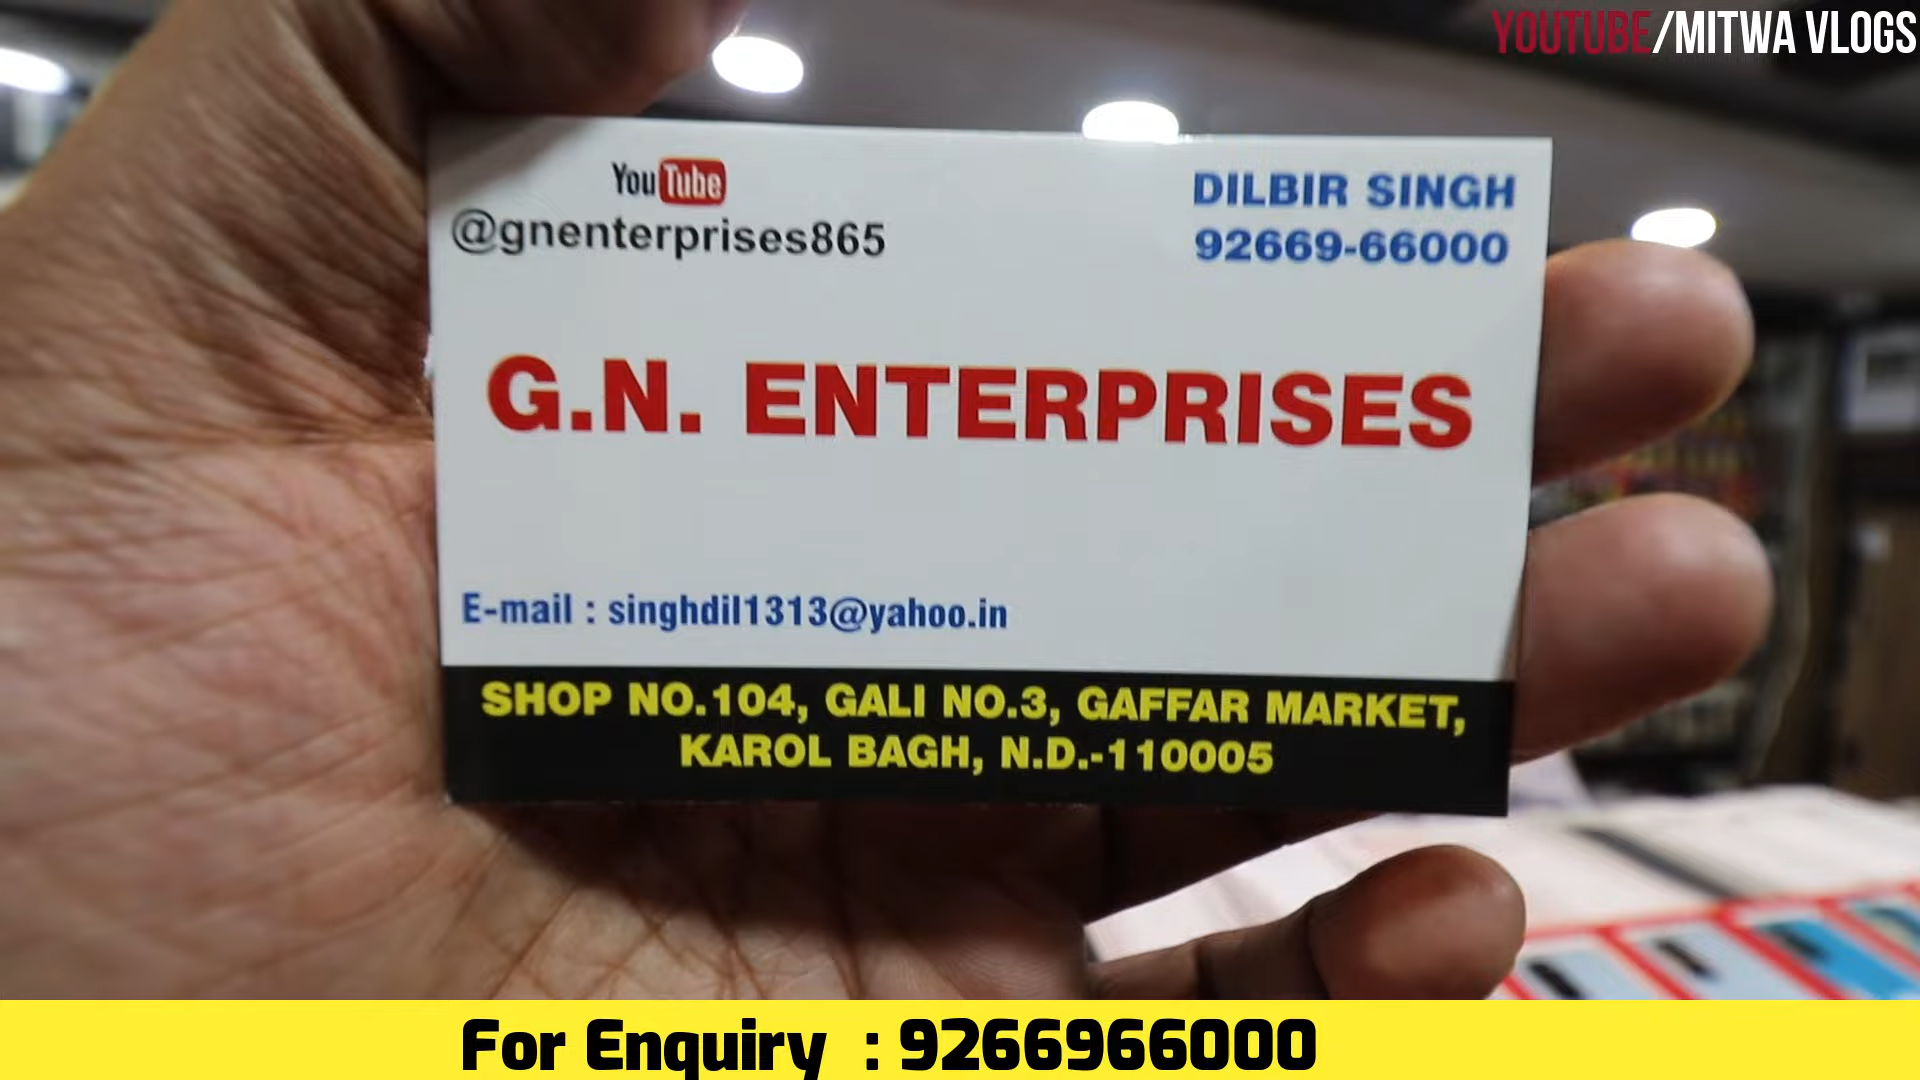 YOUTUBE/MITWA VLOGS
YouTube
@gnenterprises865
DILBIR SINGH
92669-66000
G.N. ENTERPRISES
E-mail : singhdil1313@yahoo.in
SHOP NO.104, GALI NO.3, GAFFAR MARKET,
KAROL BAGH, N.D.-110005
For Enquiry : 9266966000